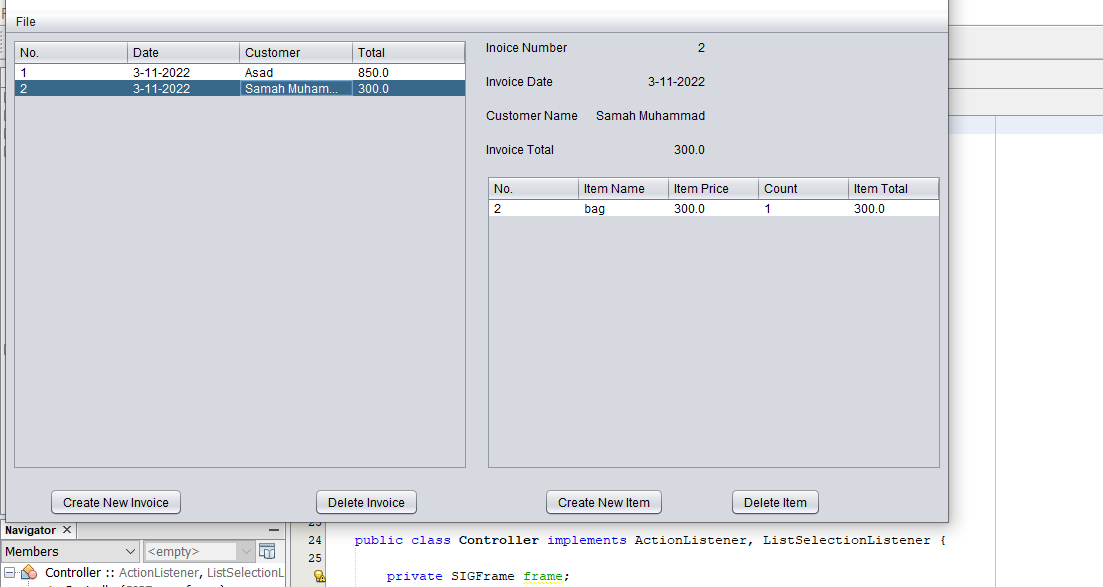 File
No. Date Customer Total
1 3-11-2022 Asad 850.0
2 3-11-2022 Samah Muham... 300.0
Inoice Number 2
Invoice Date 3-11-2022
Customer Name Samah Muhammad
Invoice Total 300.0
No. Item Name Item Price Count Item Total
2 bag 300.0 1 300.0
Create New Invoice Delete Invoice Create New Item Delete Item
Navigator
Members <empty>
Controller :: ActionListener, ListSelectionL
23
24 public class Controller implements ActionListener, ListSelectionListener {
25
private SIGFrame frame;